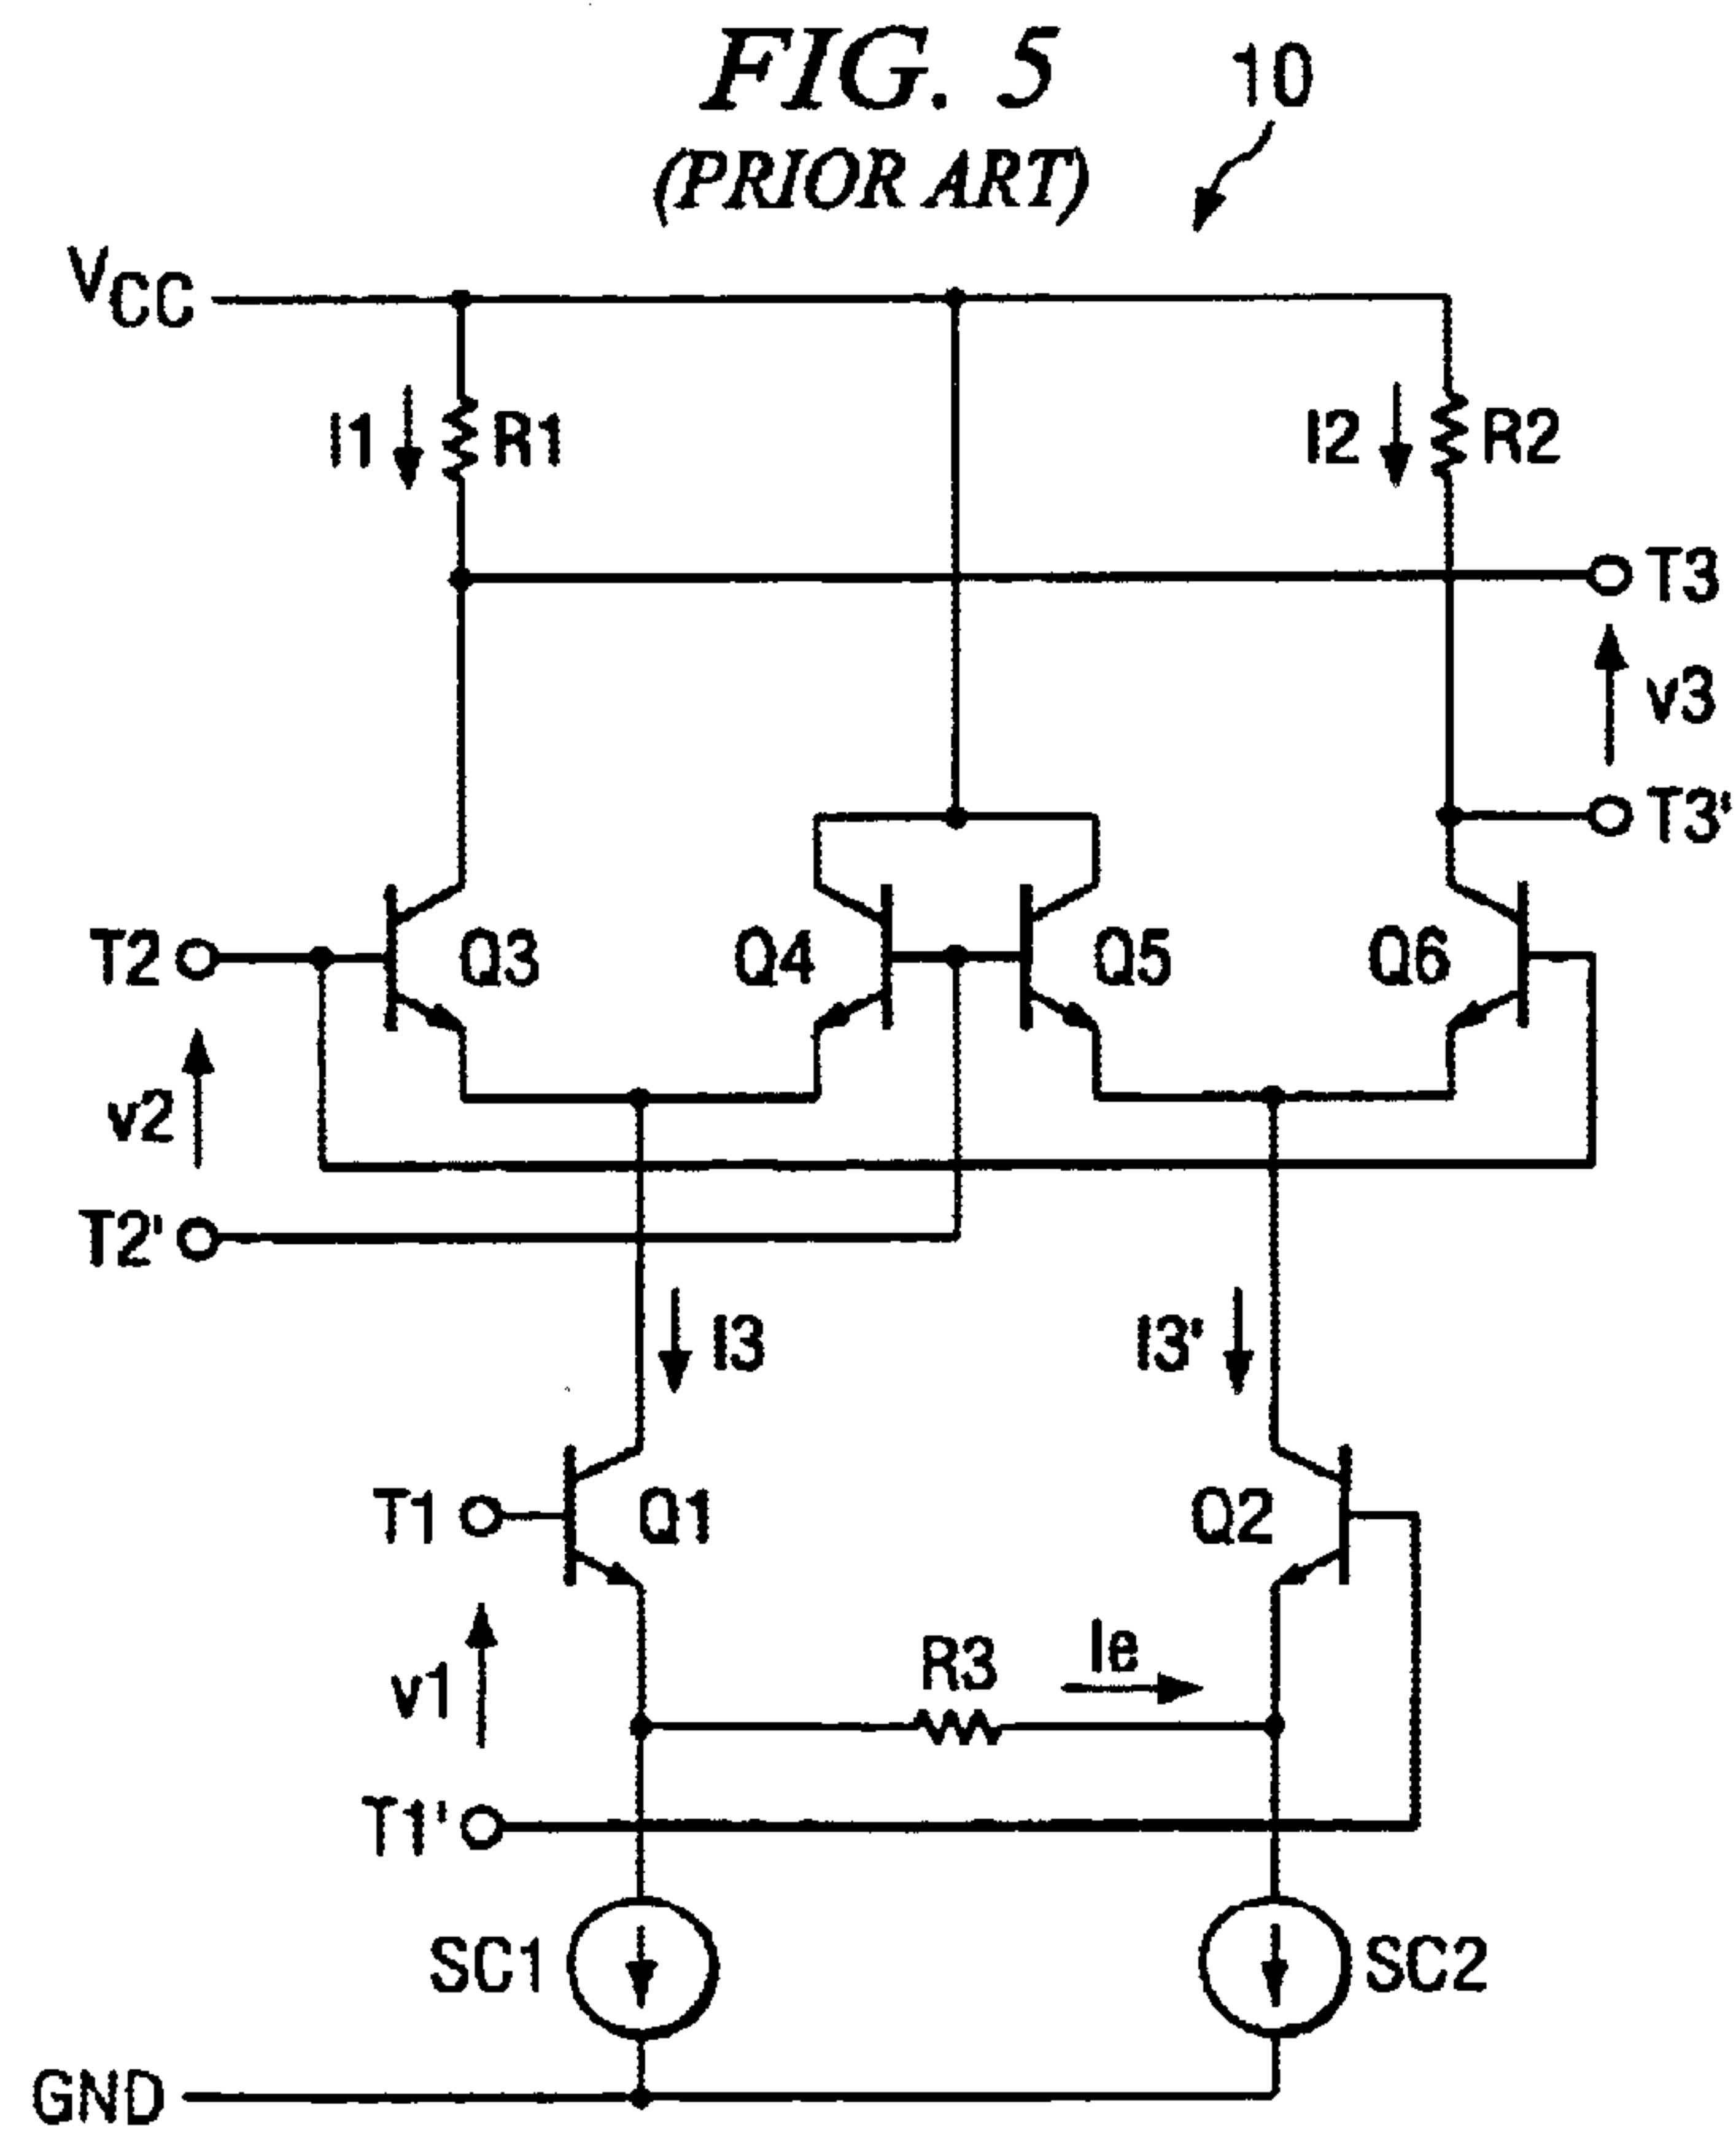 FIG. 5
10
(PRIOR ART)
VCC
I1
R1
I2
R2
T3
v3
T3'
T2
Q3
Q4
Q5
Q6
v2
T2'
I3
I3'
T1
Q1
Q2
v1
R3
Ie
T1'
SC1
SC2
GND